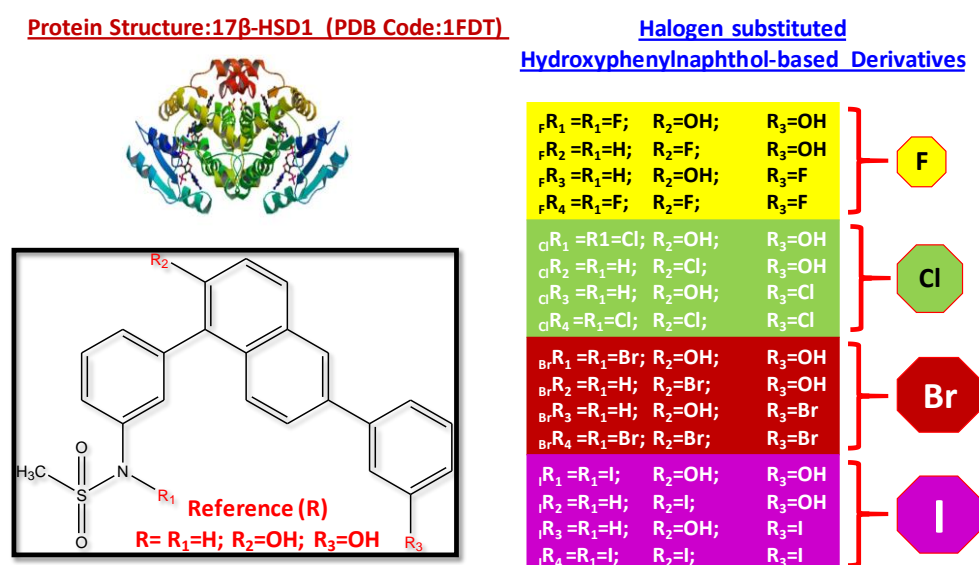 Protein Structure:17β-HSD1 (PDB Code:1FDT)
Halogen substituted
Hydroxyphenylnaphthol-based Derivatives
FR₁ =R₁=F; R₂=OH; R₃=OH
FR₂ =R₁=H; R₂=F; R₃=OH
FR₃ =R₁=H; R₂=OH; R₃=F
FR₄ =R₁=F; R₂=F; R₃=F
F
ClR₁ =R1=Cl; R₂=OH; R₃=OH
ClR₂ =R₁=H; R₂=Cl; R₃=OH
ClR₃ =R₁=H; R₂=OH; R₃=Cl
ClR₄ =R₁=Cl; R₂=Cl; R₃=Cl
Cl
BrR₁ =R₁=Br; R₂=OH; R₃=OH
BrR₂ =R₁=H; R₂=Br; R₃=OH
BrR₃ =R₁=H; R₂=OH; R₃=Br
BrR₄ =R₁=Br; R₂=Br; R₃=Br
Br
IR₁ =R₁=I; R₂=OH; R₃=OH
IR₂ =R₁=H; R₂=I; R₃=OH
IR₃ =R₁=H; R₂=OH; R₃=I
IR₄ =R₁=I; R₂=I; R₃=I
I
R₂
O
H₃C
S
N
R₁
O
Reference (R)
R= R₁=H; R₂=OH; R₃=OH
R₃